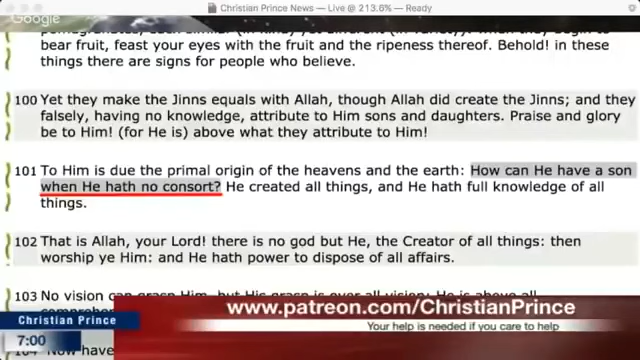 Christian Prince News — Live @ 213.6% — Ready
Google
bear fruit, feast your eyes with the fruit and the ripeness thereof. Behold! in these
things there are signs for people who believe.
100 Yet they make the Jinns equals with Allah, though Allah did create the Jinns; and they
falsely, having no knowledge, attribute to Him sons and daughters. Praise and glory
be to Him! (for He is) above what they attribute to Him!
101 To Him is due the primal origin of the heavens and the earth: How can He have a son
when He hath no consort? He created all things, and He hath full knowledge of all
things.
102 That is Allah, your Lord! there is no god but He, the Creator of all things: then
worship ye Him: and He hath power to dispose of all affairs.
103 No vision can grasp Him, but His grasp is over all vision: He is above all
www.patreon.com/ChristianPrince
Christian Prince
Your help is needed if you care to help
7:00
Now have